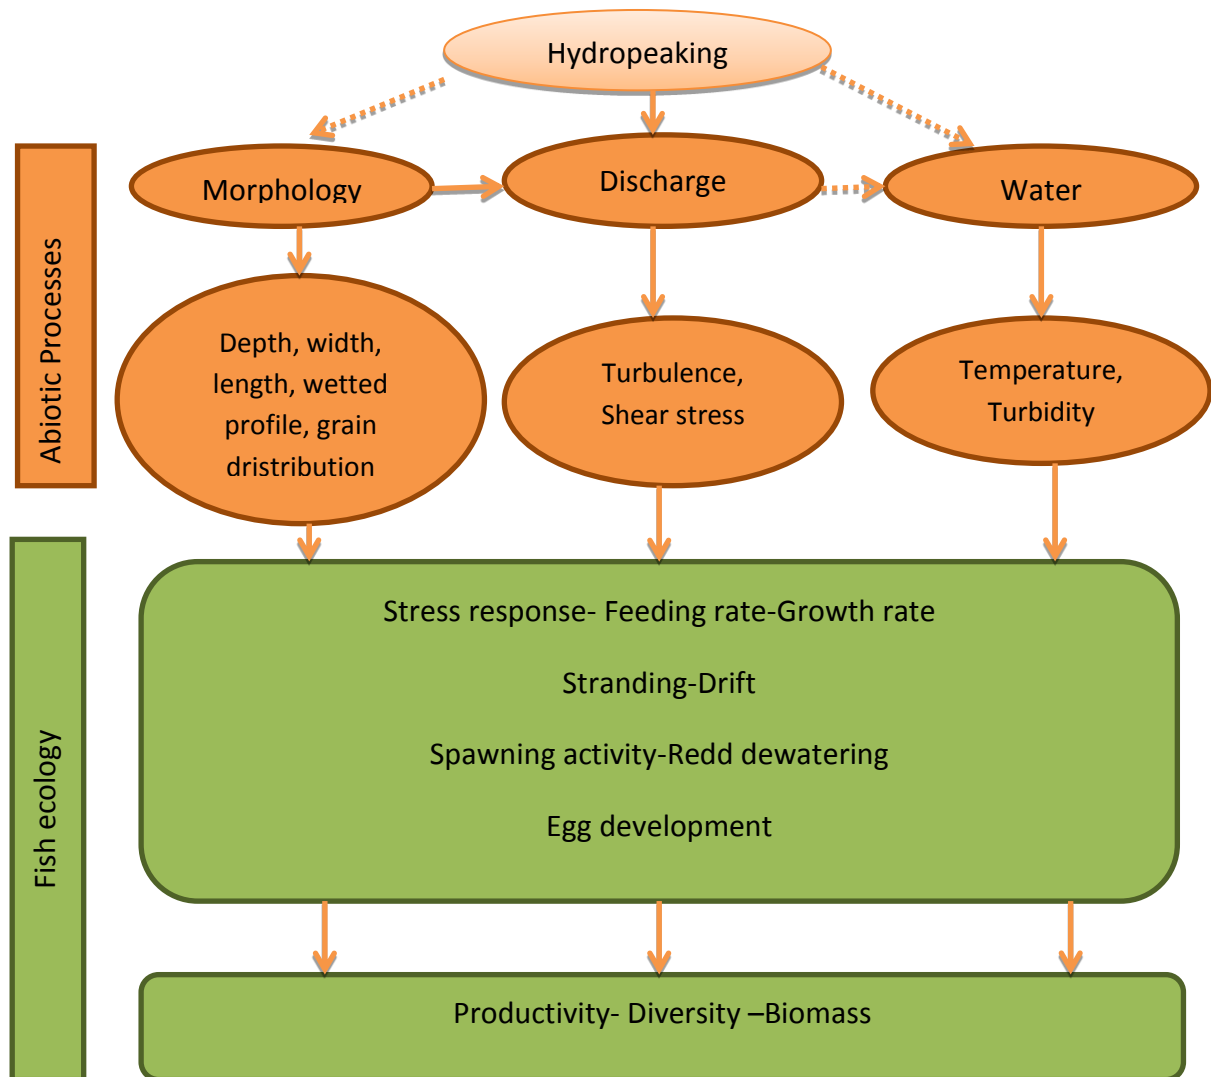 Hydropeaking
Morphology
Discharge
Water
Abiotic Processes
Depth, width,
length, wetted
profile, grain
dristribution
Turbulence,
Shear stress
Temperature,
Turbidity
Fish ecology
Stress response- Feeding rate-Growth rate
Stranding-Drift
Spawning activity-Redd dewatering
Egg development
Productivity- Diversity –Biomass